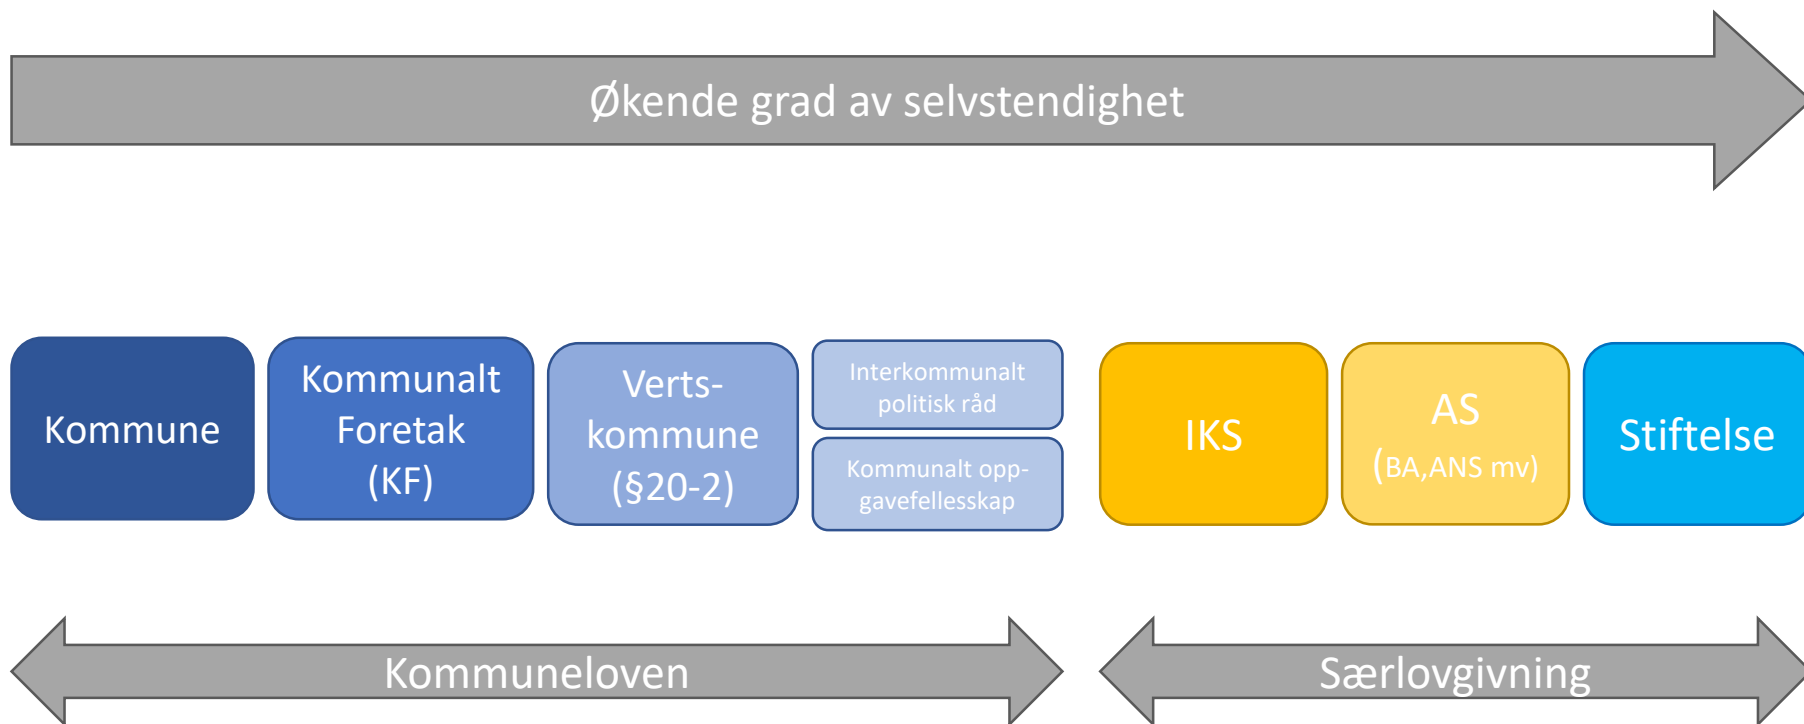 Økende grad av selvstendighet
Kommune
Kommunalt
Foretak
(KF)
Verts-
kommune
(§20-2)
Interkommunalt
politisk råd
Kommunalt opp-
gavefellesskap
IKS
AS
(BA,ANS mv)
Stiftelse
Kommuneloven
Særlovgivning